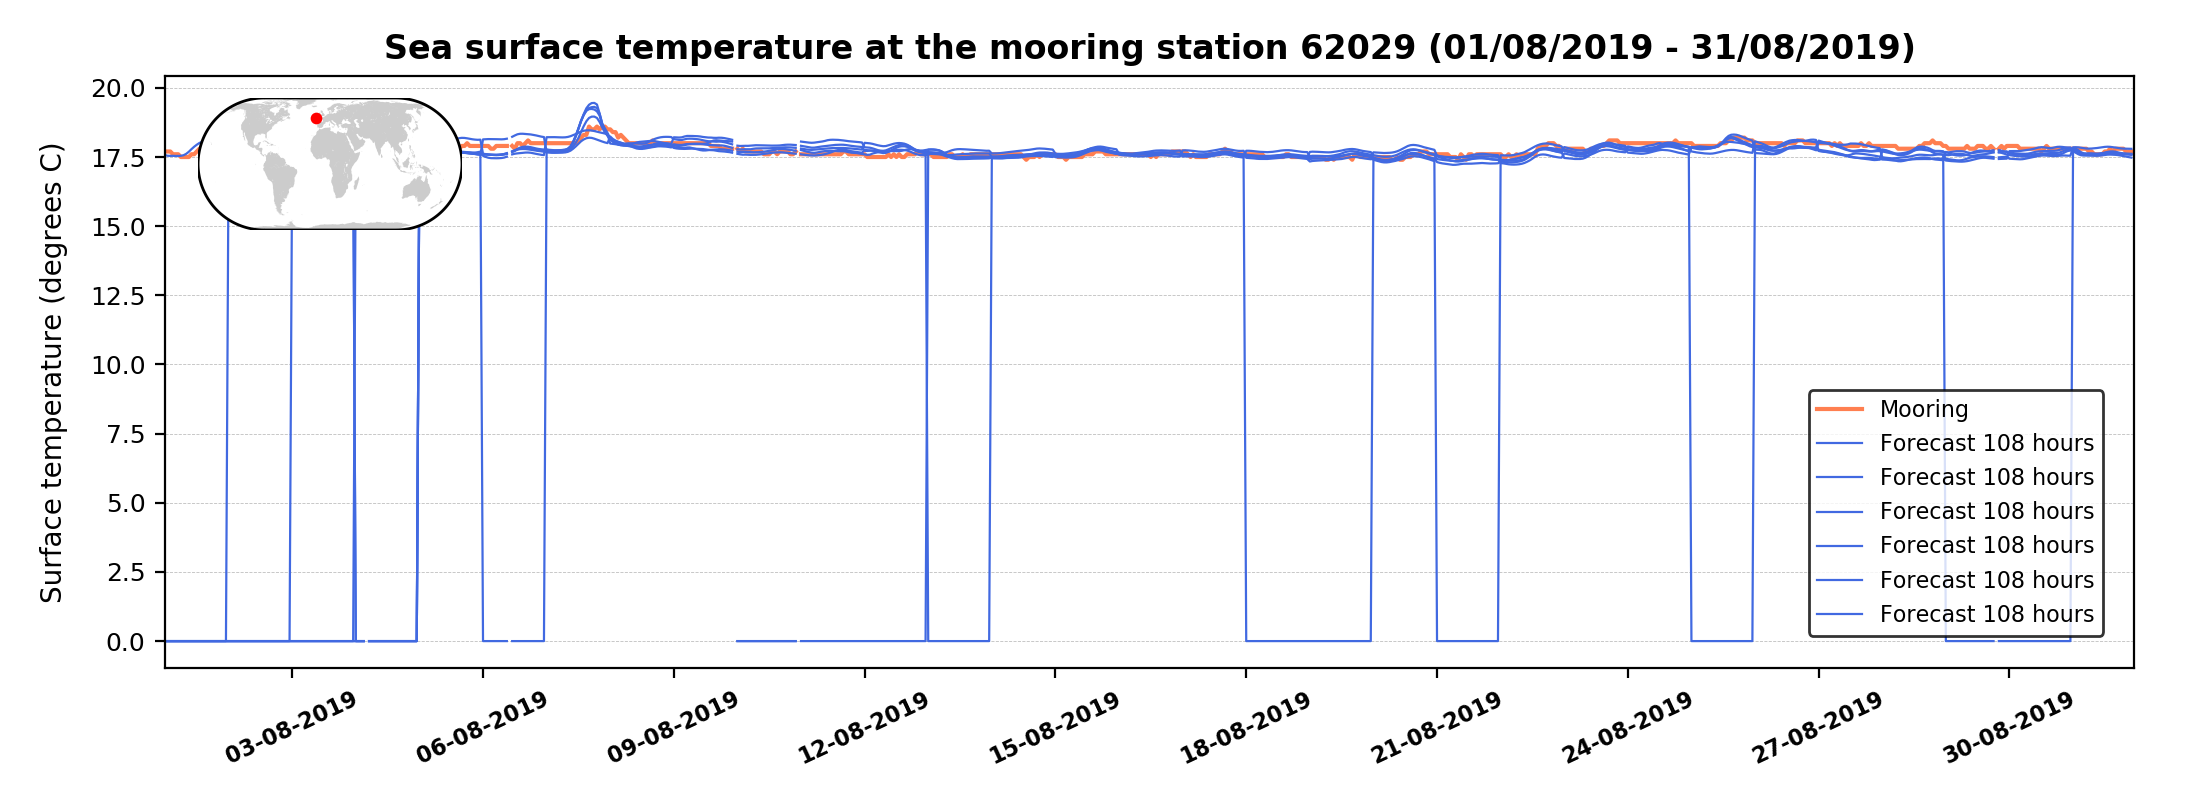 Sea surface temperature at the mooring station 62029 (01/08/2019 - 31/08/2019)
Surface temperature (degrees C)
20.0
17.5
15.0
12.5
10.0
7.5
5.0
2.5
0.0
Mooring
Forecast 108 hours
Forecast 108 hours
Forecast 108 hours
Forecast 108 hours
Forecast 108 hours
Forecast 108 hours
03-08-2019
06-08-2019
09-08-2019
12-08-2019
15-08-2019
18-08-2019
21-08-2019
24-08-2019
27-08-2019
30-08-2019